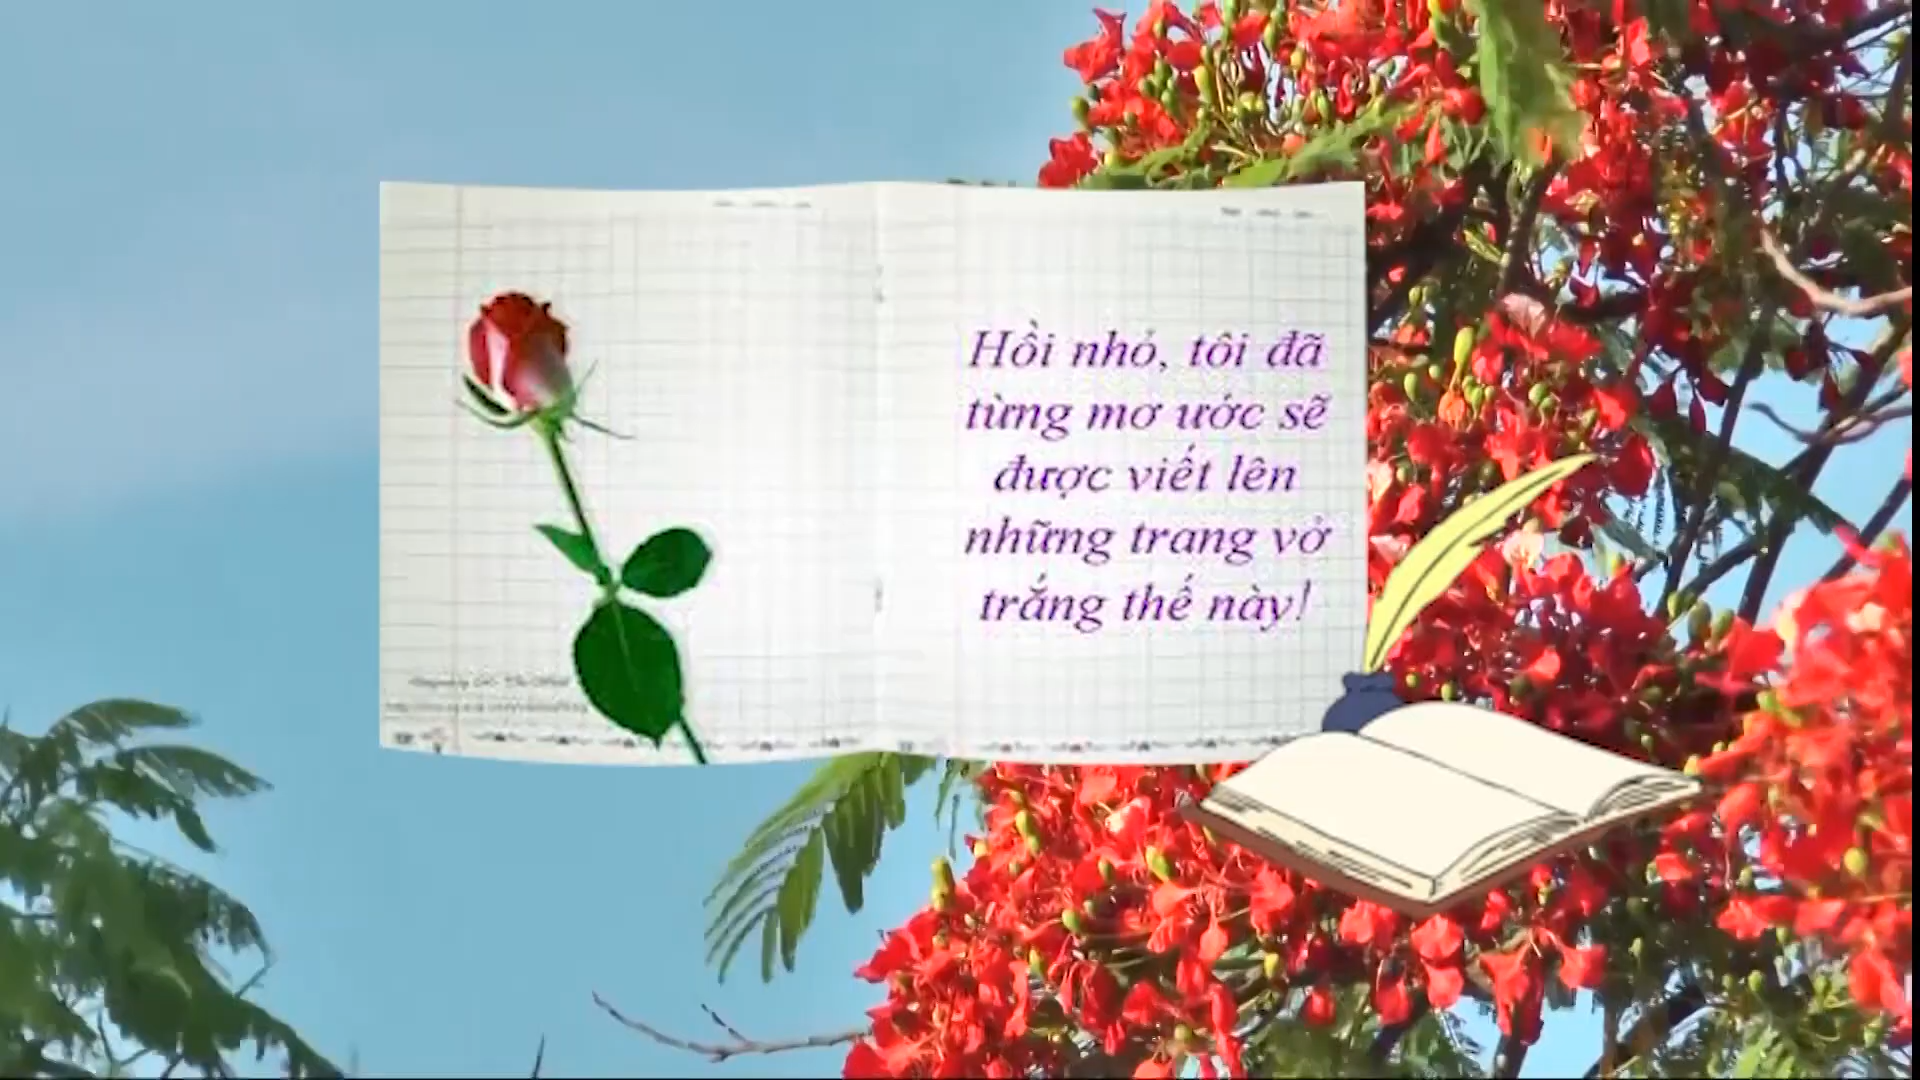 Hồi nhỏ, tôi đã
từng mơ ước sẽ
được viết lên
những trang vở
trắng thế này!